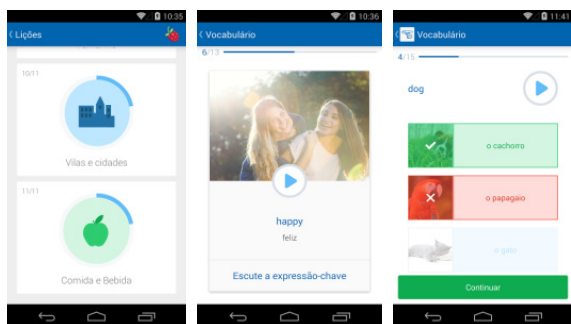 10:35
Lições
10/11
Vilas e cidades
11/11
Comida e Bebida
10:36
Vocabulário
6/13
happy
feliz
Escute a expressão-chave
11:41
Vocabulário
4/15
dog
o cachorro
o papagaio
o gato
Continuar